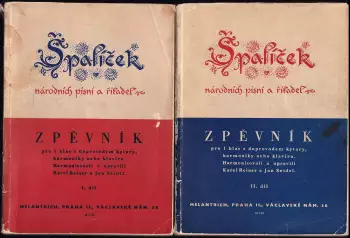 Špalíček
národních písní a říkadel
ZPĚVNÍK
pro 1 hlas s doprovodem kytary,
harmoniky nebo klavíru
Harmonisovali a upravili
Karel Reiner a Jan Seidel
I. díl
MELANTRICH, PRAHA II, VÁCLAVSKÉ NÁM. 36
Špalíček
národních písní a říkadel
ZPĚVNÍK
pro 1 hlas s doprovodem kytary,
harmoniky nebo klavíru
Harmonisovali a upravili
Karel Reiner a Jan Seidel
II. díl
MELANTRICH, PRAHA II, VÁCLAVSKÉ NÁM. 36